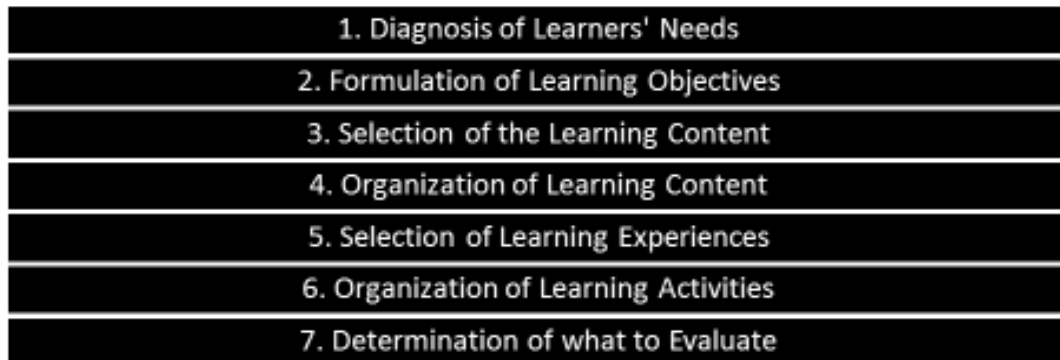 1. Diagnosis of Learners' Needs
2. Formulation of Learning Objectives
3. Selection of the Learning Content
4. Organization of Learning Content
5. Selection of Learning Experiences
6. Organization of Learning Activities
7. Determination of what to Evaluate